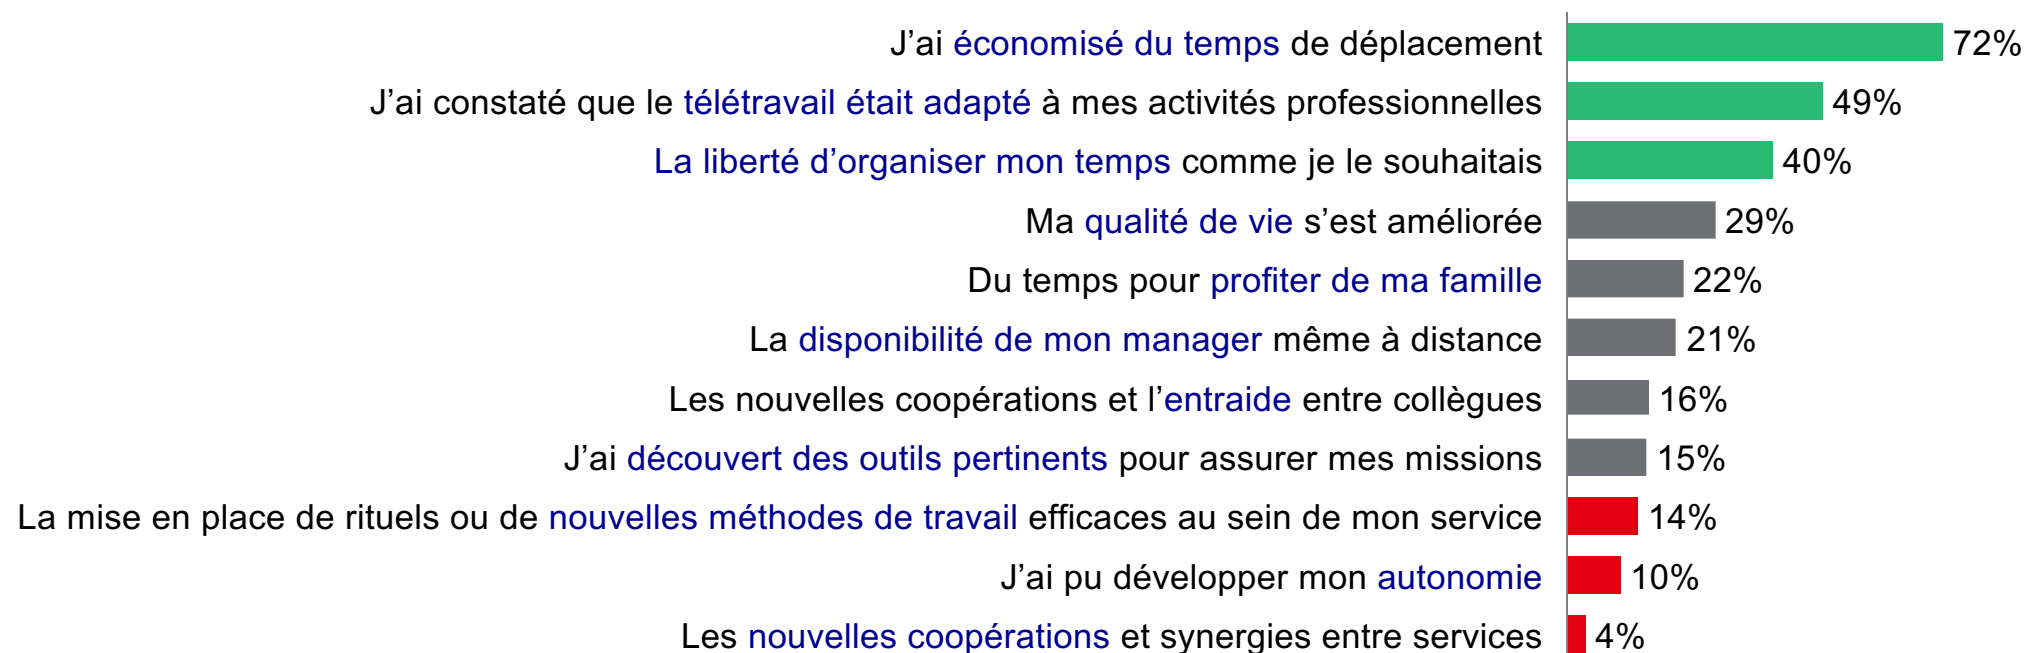 J’ai économisé du temps de déplacement 72%
J’ai constaté que le télétravail était adapté à mes activités professionnelles 49%
La liberté d’organiser mon temps comme je le souhaitais 40%
Ma qualité de vie s’est améliorée 29%
Du temps pour profiter de ma famille 22%
La disponibilité de mon manager même à distance 21%
Les nouvelles coopérations et l’entraide entre collègues 16%
J’ai découvert des outils pertinents pour assurer mes missions 15%
La mise en place de rituels ou de nouvelles méthodes de travail efficaces au sein de mon service 14%
J’ai pu développer mon autonomie 10%
Les nouvelles coopérations et synergies entre services 4%